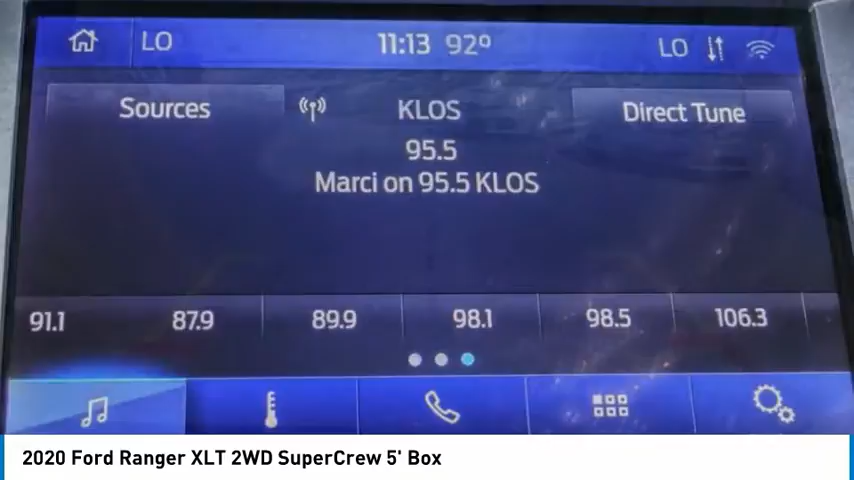 LO 11:13 92° LO
Sources KLOS Direct Tune
95.5
Marci on 95.5 KLOS
91.1 87.9 89.9 98.1 98.5 106.3
2020 Ford Ranger XLT 2WD SuperCrew 5' Box